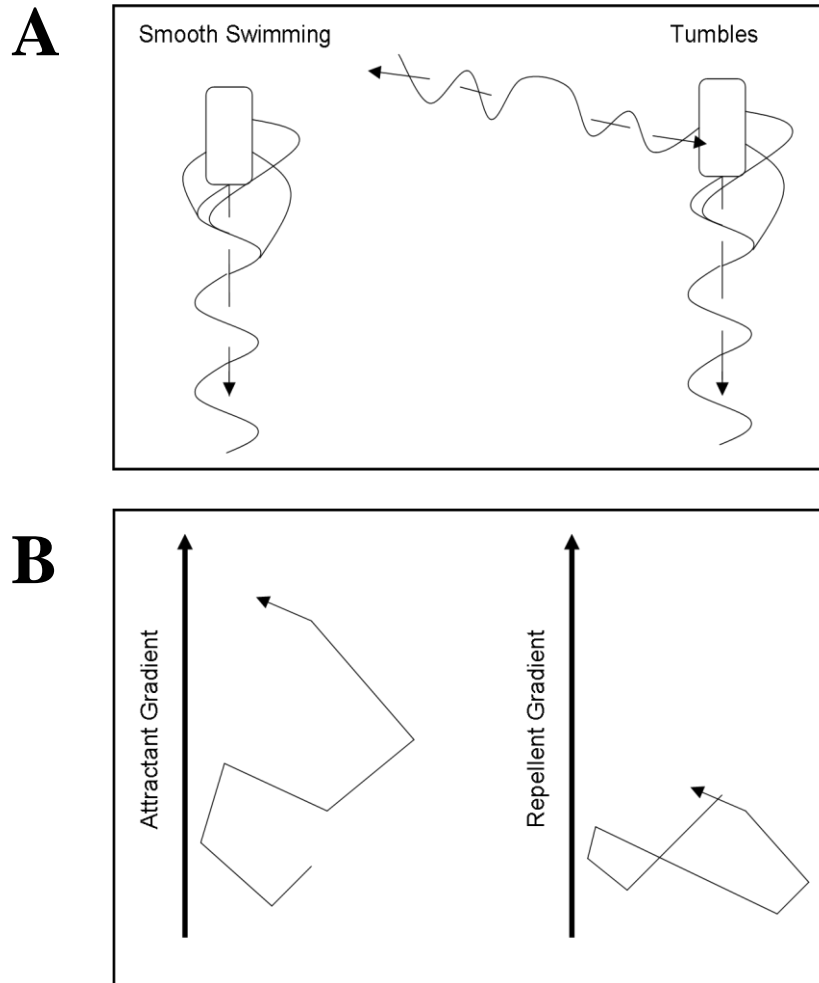 A
Smooth Swimming
Tumbles
B
Attractant Gradient
Repellent Gradient